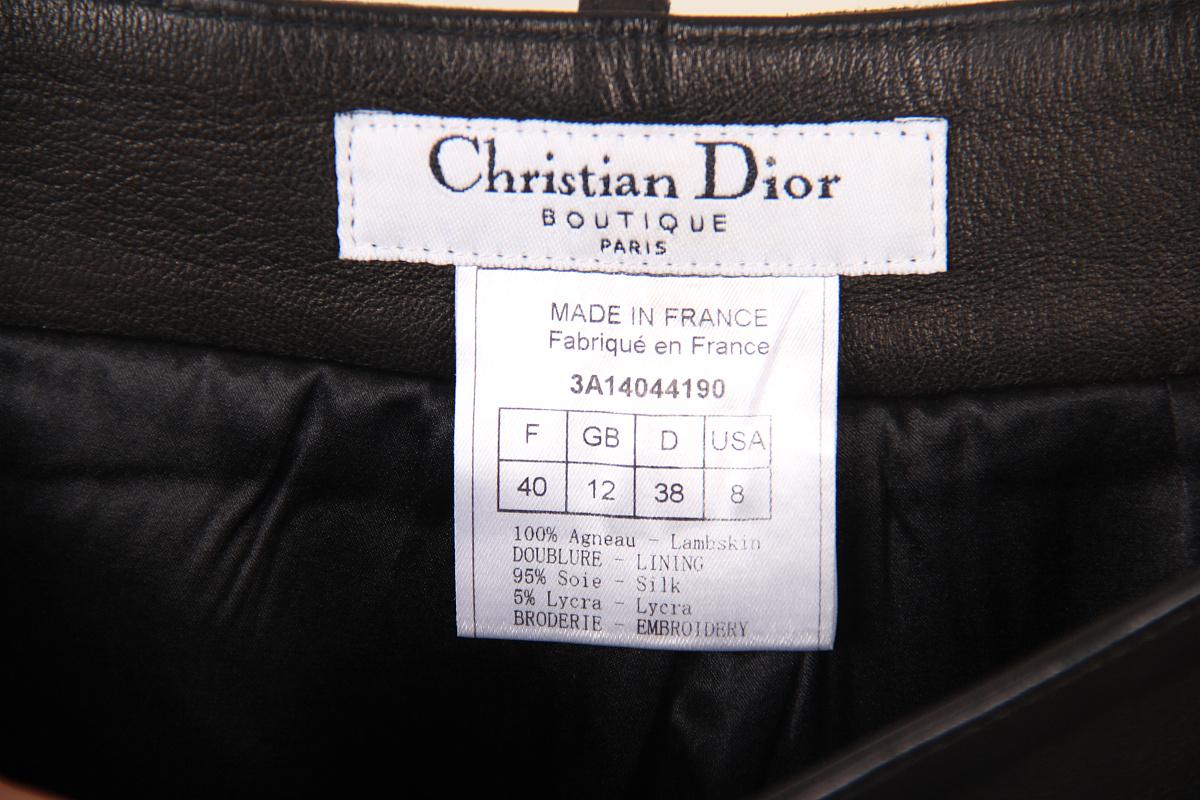 Christian Dior
BOUTIQUE
PARIS
MADE IN FRANCE
Fabriqué en France
3A14044190
F GB D USA
40 12 38 8
100% Agneau - Lambskin
DOUBLURE - LINING
95% Soie - Silk
5% Lycra - Lycra
BRODERIE - EMBROIDERY